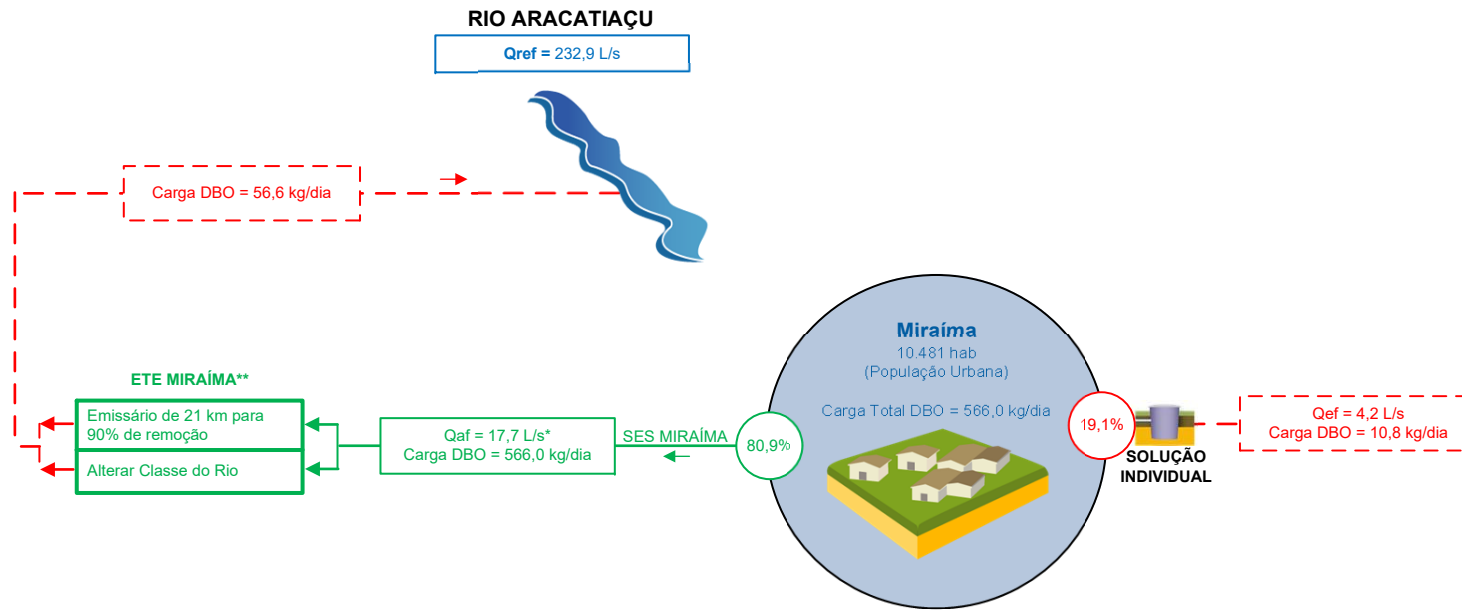 RIO ARACATIAÇU
Qref = 232,9 L/s
Carga DBO = 56,6 kg/dia
ETE MIRAÍMA**
Emissário de 21 km para
90% de remoção
Alterar Classe do Rio
Qaf = 17,7 L/s*
Carga DBO = 566,0 kg/dia
SES MIRAÍMA
80,9%
Miraíma
10.481 hab
(População Urbana)
Carga Total DBO = 566,0 kg/dia
19,1%
SOLUÇÃO
INDIVIDUAL
Qef = 4,2 L/s
Carga DBO = 10,8 kg/dia